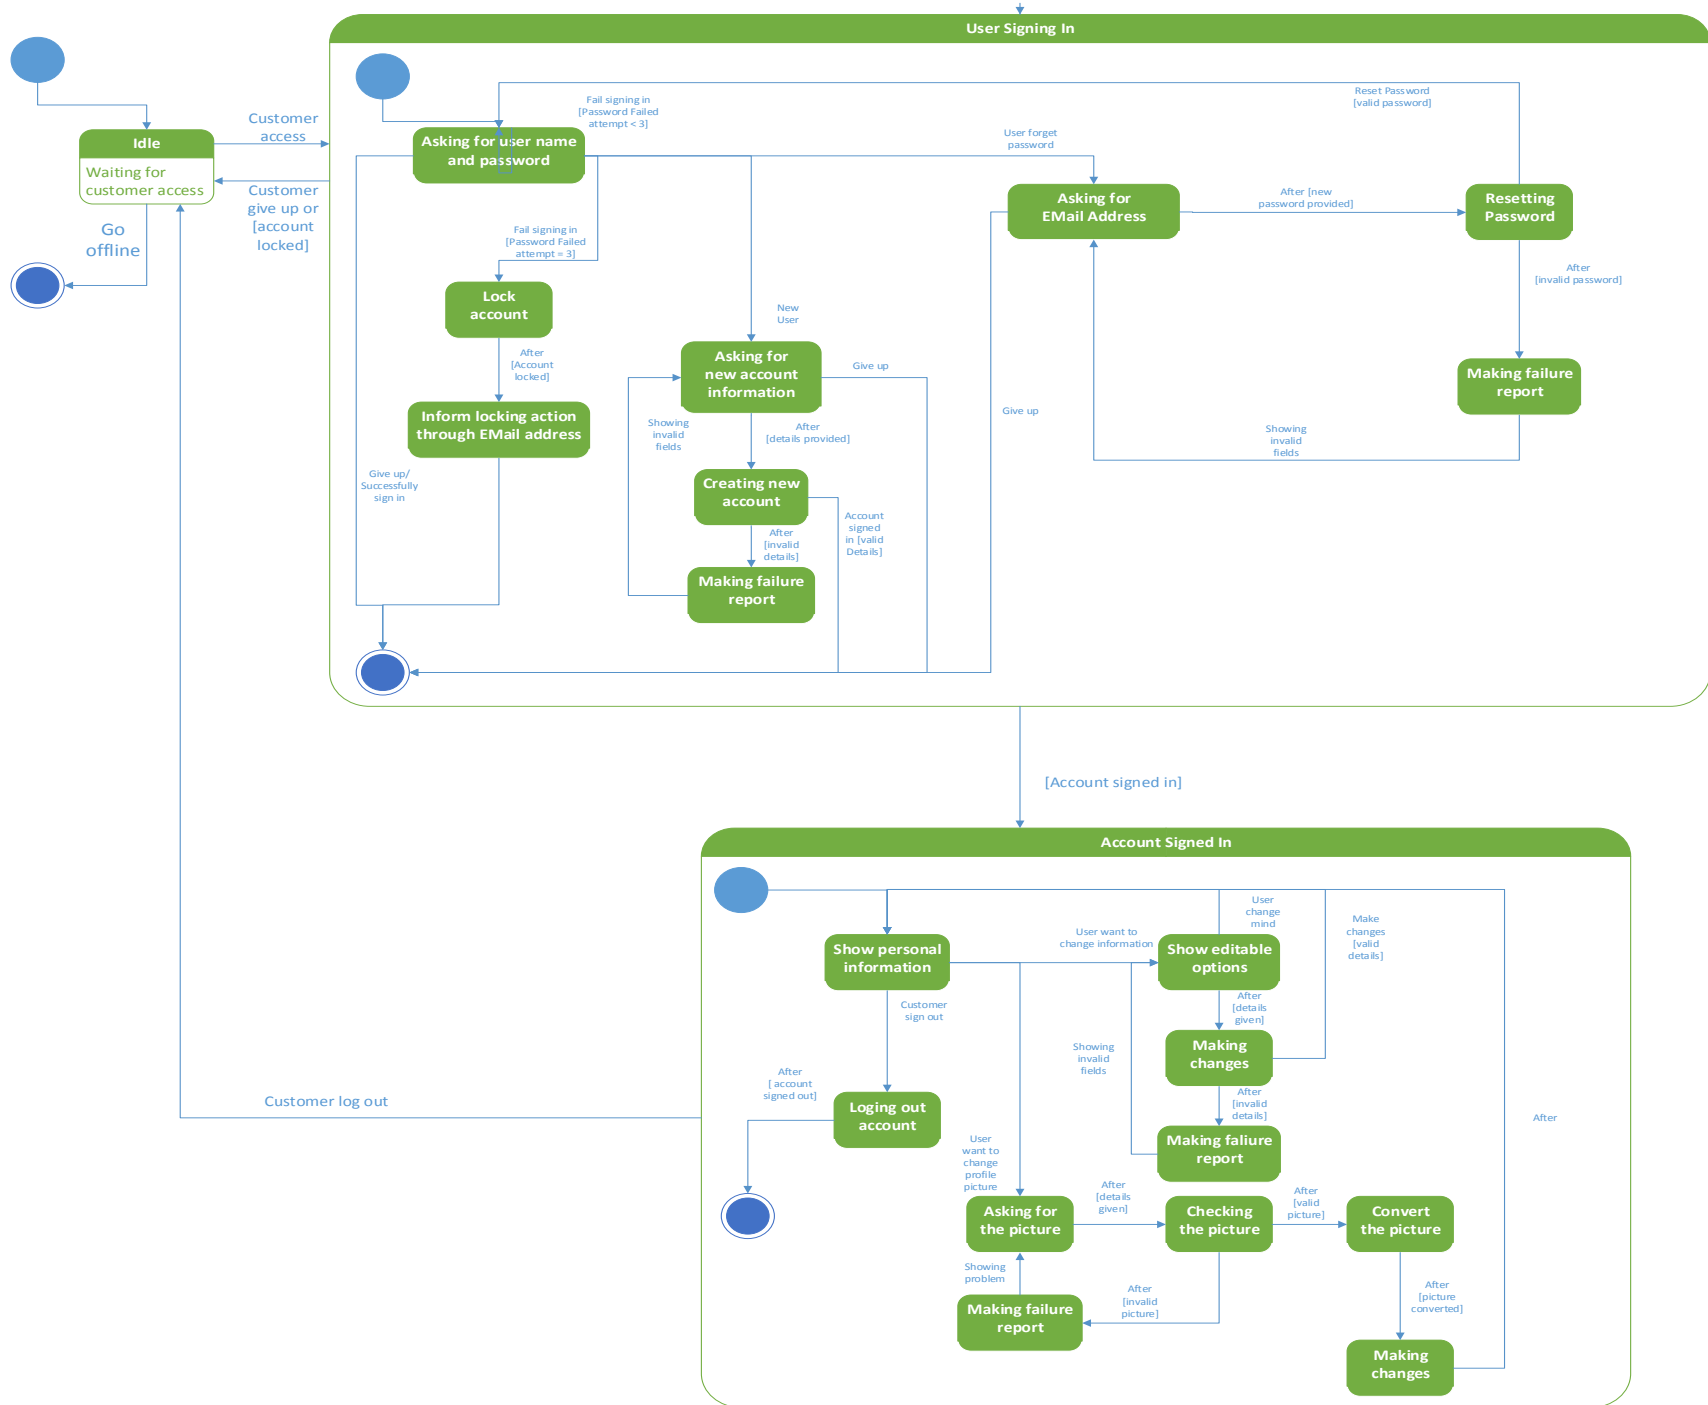 User Signing In
Idle
Waiting for
customer access
Customer
access
Customer
give up or
[account
locked]
Go
offline
Fail signing in
[Password Failed
attempt < 3]
Reset Password
[valid password]
Asking for user name
and password
User forget
password
Asking for
EMail Address
After [new
password provided]
Resetting
Password
Fail signing in
[Password Failed
attempt = 3]
After
[invalid password]
Lock
account
New
User
After
[Account
locked]
Asking for
new account
information
Give up
Making failure
report
Inform locking action
through EMail address
Showing
invalid
fields
After
[details provided]
Give up
Showing
invalid
fields
Give up/
Successfully
sign in
Creating new
account
Account
signed
in [valid
Details]
After
[invalid
details]
Making failure
report
[Account signed in]
Account Signed In
User
change
mind
Make
changes
[valid
details]
Show personal
information
User want to
change information
Show editable
options
Customer
sign out
After
[details
given]
Showing
invalid
fields
Making
changes
After
[ account
signed out]
Loging out
account
After
[invalid
details]
Customer log out
After
Making faliure
report
User
want to
change
profile
picture
After
[details
given]
After
[valid
picture]
Asking for
the picture
Checking
the picture
Convert
the picture
Showing
problem
After
[invalid
picture]
After
[picture
converted]
Making failure
report
Making
changes